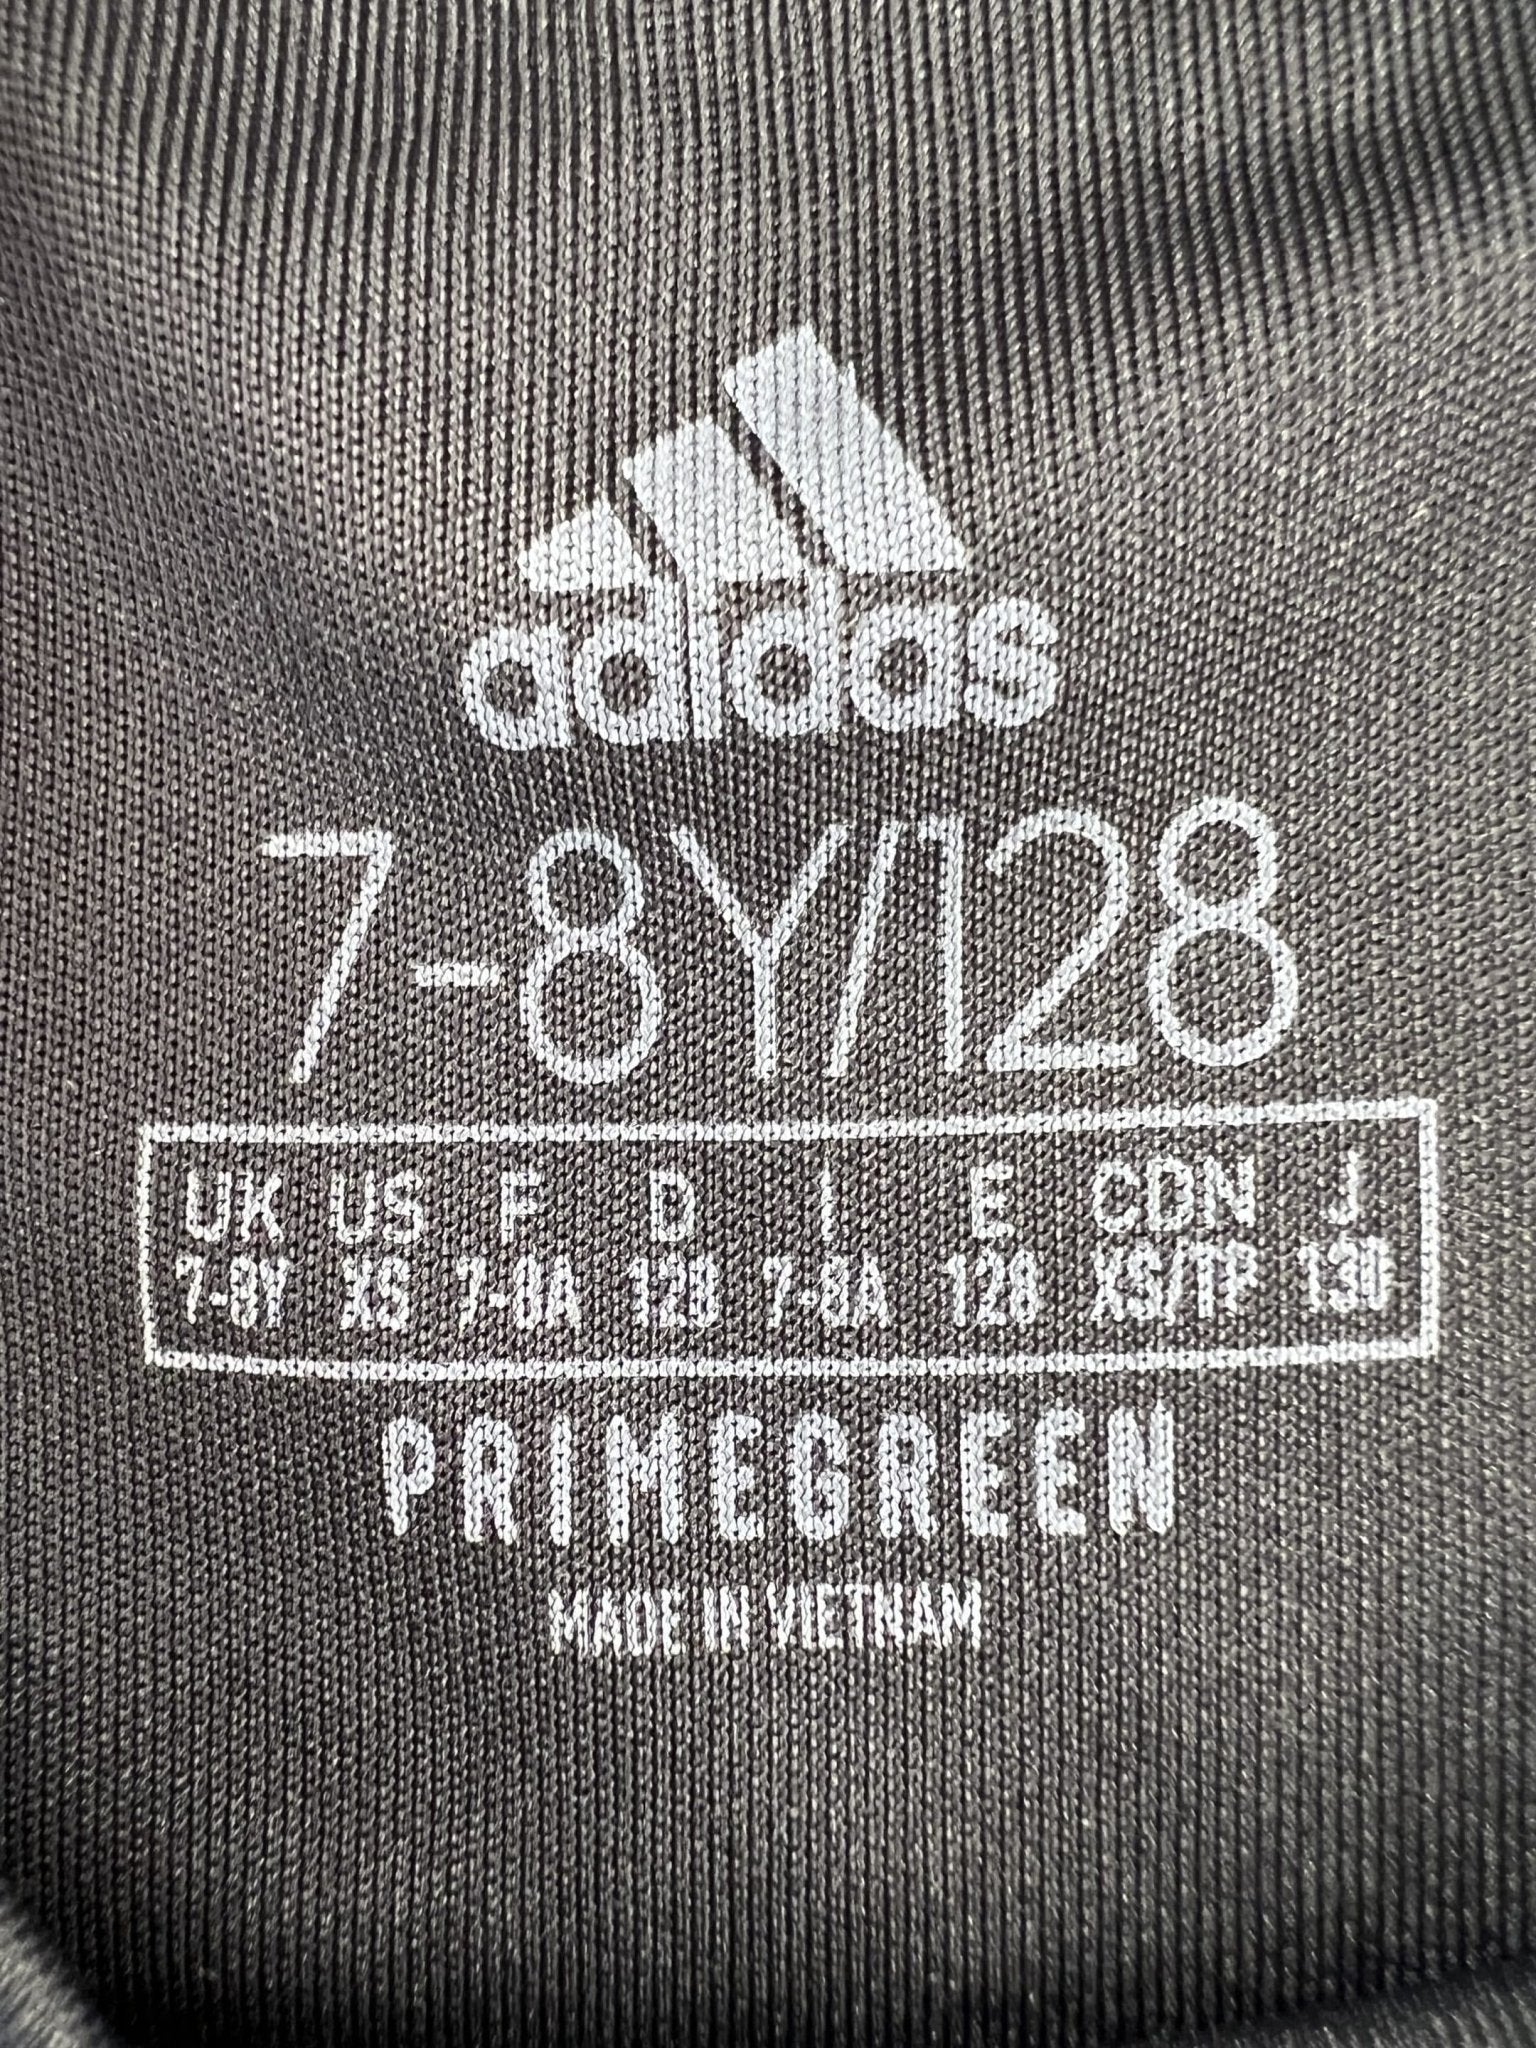 adidas
7-8Y/128
UK US F D I E CDN J
7-8Y XS 7-8A 128 7-8A 128 XS/TP 130
PRIMEGREEN
MADE IN VIETNAM